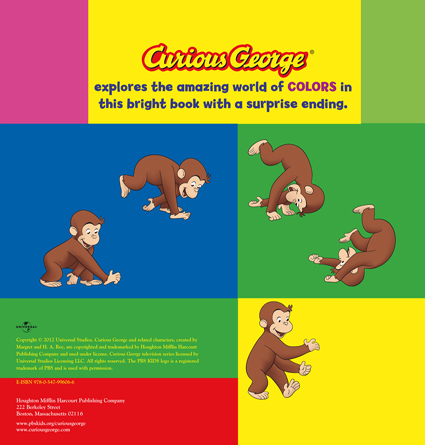 Curious George®
explores the amazing world of COLORS in
this bright book with a surprise ending.
UNIVERSAL
Copyright © 2012 Universal Studios. Curious George and related characters, created by
Margret and H. A. Rey, are copyrighted and trademarked by Houghton Mifflin Harcourt
Publishing Company and used under license. Curious George television series licensed by
Universal Studios Licensing LLC. All rights reserved. The PBS KIDS logo is a registered
trademark of PBS and is used with permission.
E-ISBN 978-0-547-99606-6
Houghton Mifflin Harcourt Publishing Company
222 Berkeley Street
Boston, Massachusetts 02116
www.pbskids.org/curiousgeorge
www.curiousgeorge.com